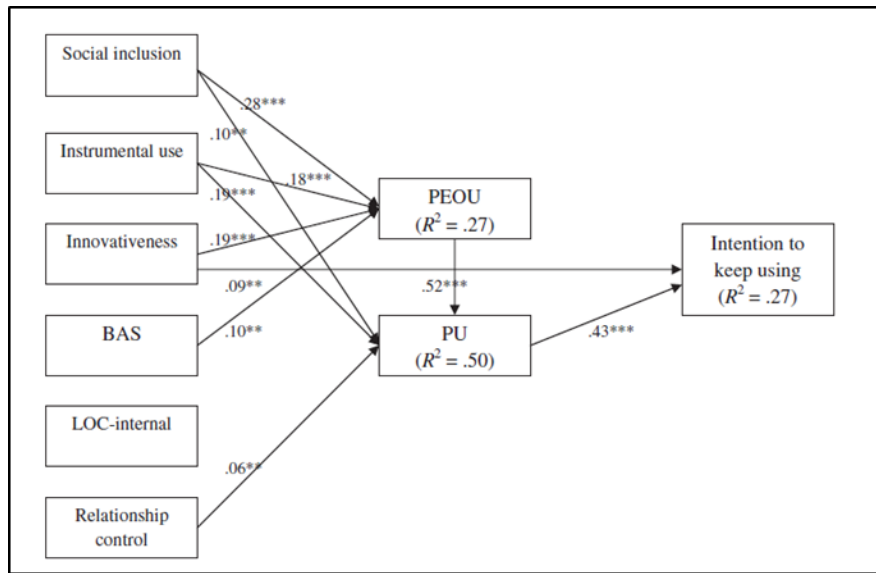 Social inclusion
.28***
.10**
Instrumental use
.18***
.19***
PEOU
(R² = .27)
Innovativeness
.19***
Intention to
keep using
(R² = .27)
.09**
.52***
BAS
.10**
PU
(R² = .50)
.43***
LOC-internal
.06**
Relationship
control